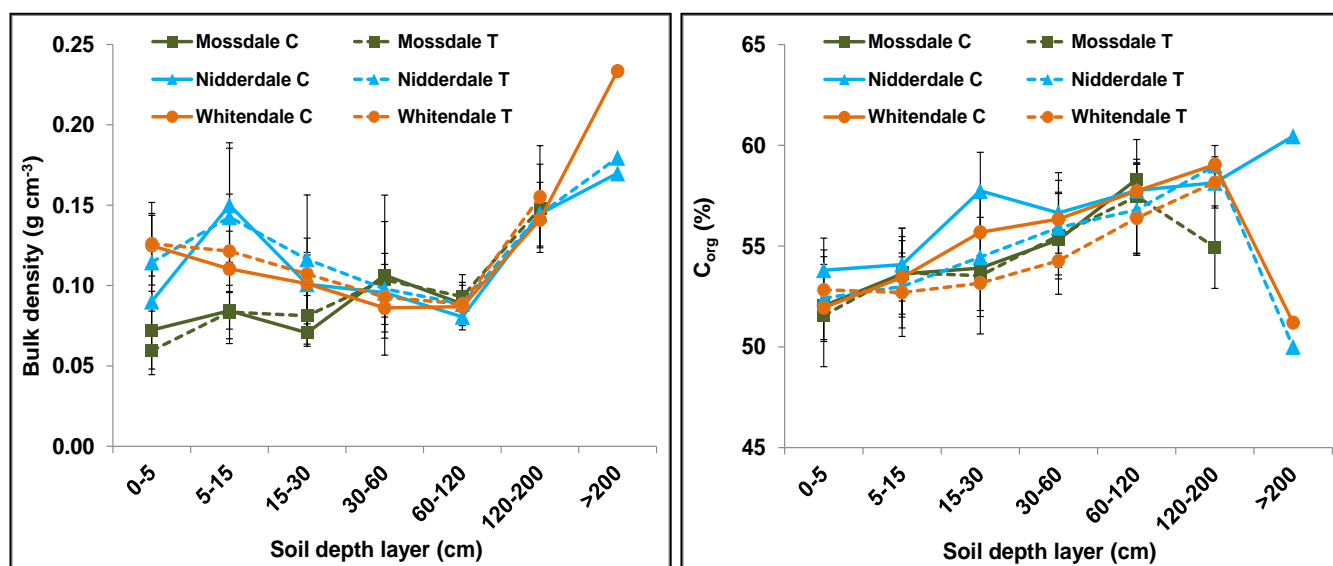 Mossdale C Mossdale T
Nidderdale C Nidderdale T
Whitendale C Whitendale T
Bulk density (g cm-3)
0.25
0.20
0.15
0.10
0.05
0.00
0-5 5-15 15-30 30-60 60-120 120-200 >200
Soil depth layer (cm)
Mossdale C Mossdale T
Nidderdale C Nidderdale T
Whitendale C Whitendale T
Corg (%)
65
60
55
50
45
0-5 5-15 15-30 30-60 60-120 120-200 >200
Soil depth layer (cm)